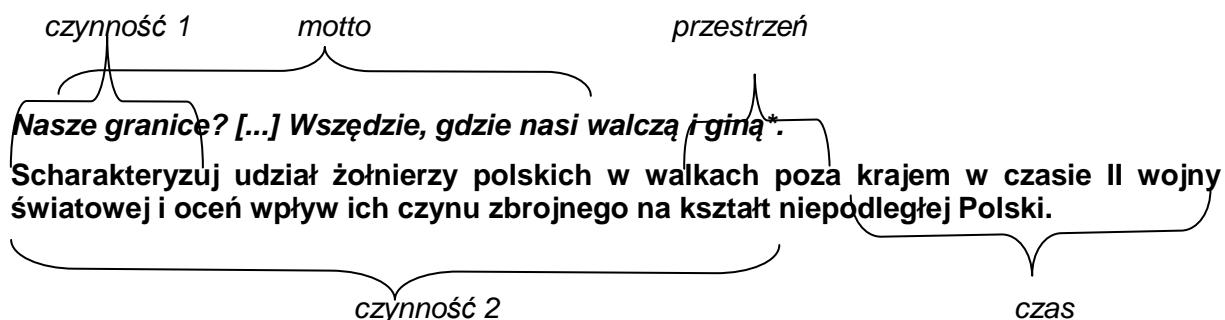 czynność 1 motto przestrzeń
Nasze granice? [...] Wszędzie, gdzie nasi walczą i giną*.
Scharakteryzuj udział żołnierzy polskich w walkach poza krajem w czasie II wojny
światowej i oceń wpływ ich czynu zbrojnego na kształt niepodległej Polski.
czynność 2 czas